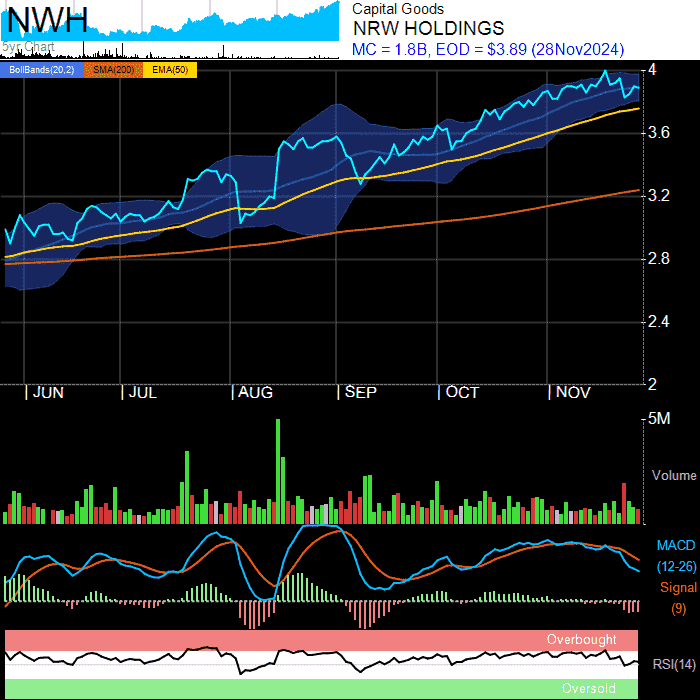 NWH
5yr Chart
Capital Goods
NRW HOLDINGS
MC = 1.8B, EOD = $3.89 (28Nov2024)
BollBands(20,2) SMA(200) EMA(50)
4
3.6
3.2
2.8
2.4
2
JUN JUL AUG SEP OCT NOV
5M
Volume
MACD
(12-26)
Signal
(9)
Overbought
RSI(14)
Oversold